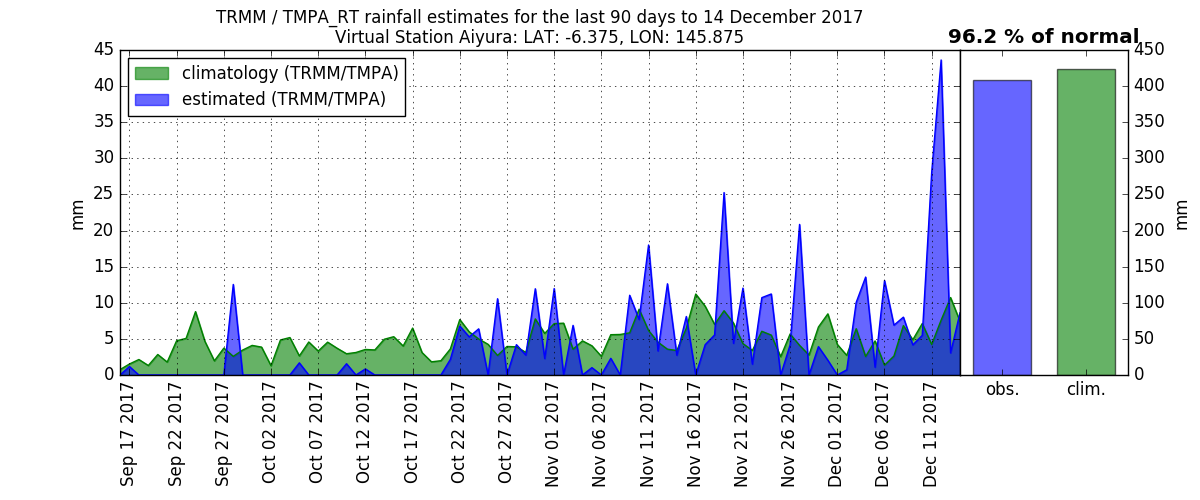 TRMM / TMPA_RT rainfall estimates for the last 90 days to 14 December 2017
Virtual Station Aiyura: LAT: -6.375, LON: 145.875
96.2 % of normal
climatology (TRMM/TMPA)
estimated (TRMM/TMPA)
45
40
35
30
25
20
15
10
5
0
mm
450
400
350
300
250
200
150
100
50
0
mm
Sep 17 2017
Sep 22 2017
Sep 27 2017
Oct 02 2017
Oct 07 2017
Oct 12 2017
Oct 17 2017
Oct 22 2017
Oct 27 2017
Nov 01 2017
Nov 06 2017
Nov 11 2017
Nov 16 2017
Nov 21 2017
Nov 26 2017
Dec 01 2017
Dec 06 2017
Dec 11 2017
obs.
clim.